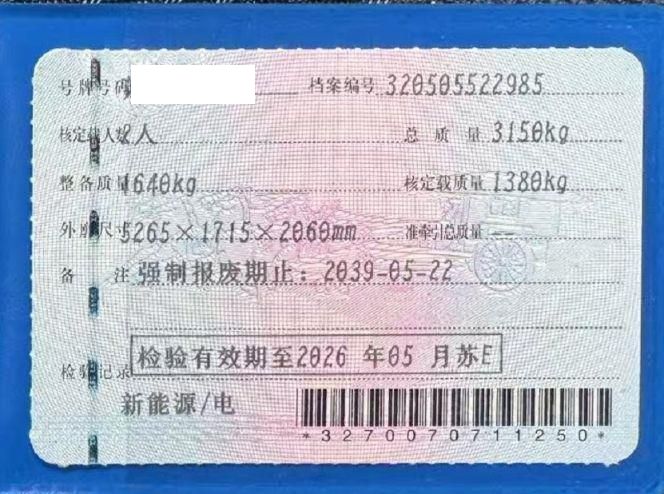 号牌号码 档案编号 320505522985
核定载人数 2人 总质量 3150kg
整备质量 1640kg 核定载质量 1380kg
外廓尺寸 5265×1715×2060mm 准牵引总质量 --
备注 强制报废期止：2039-05-22
检验记录 检验有效期至2026 年05 月苏E
新能源/电
*3270070711250*